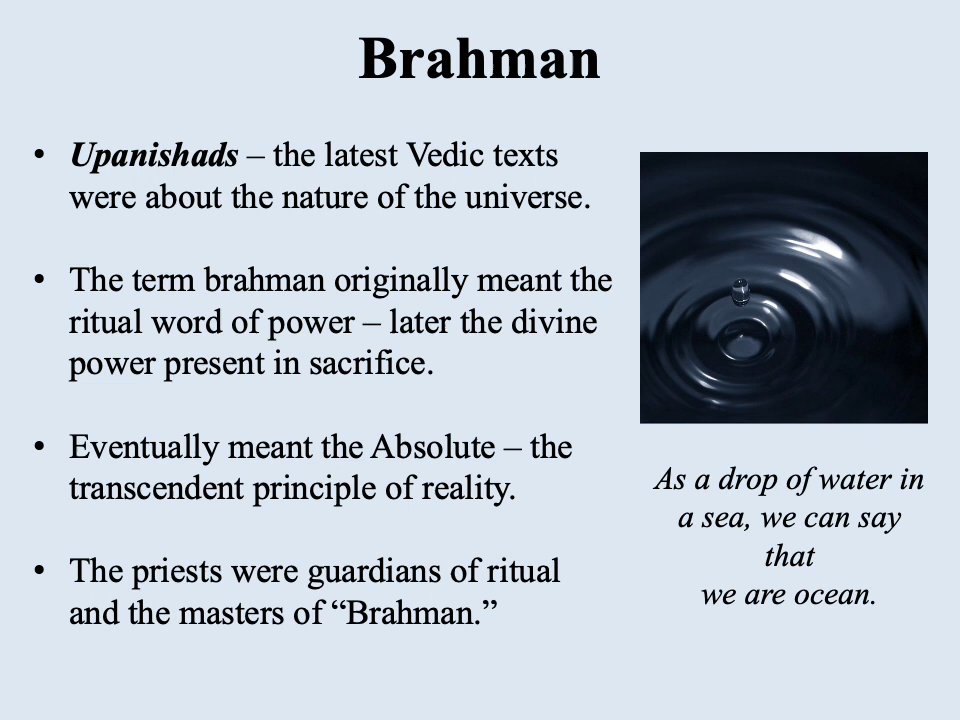 Brahman
• Upanishads – the latest Vedic texts
were about the nature of the universe.
• The term brahman originally meant the
ritual word of power – later the divine
power present in sacrifice.
• Eventually meant the Absolute – the
transcendent principle of reality.
• The priests were guardians of ritual
and the masters of “Brahman.”
As a drop of water in
a sea, we can say
that
we are ocean.